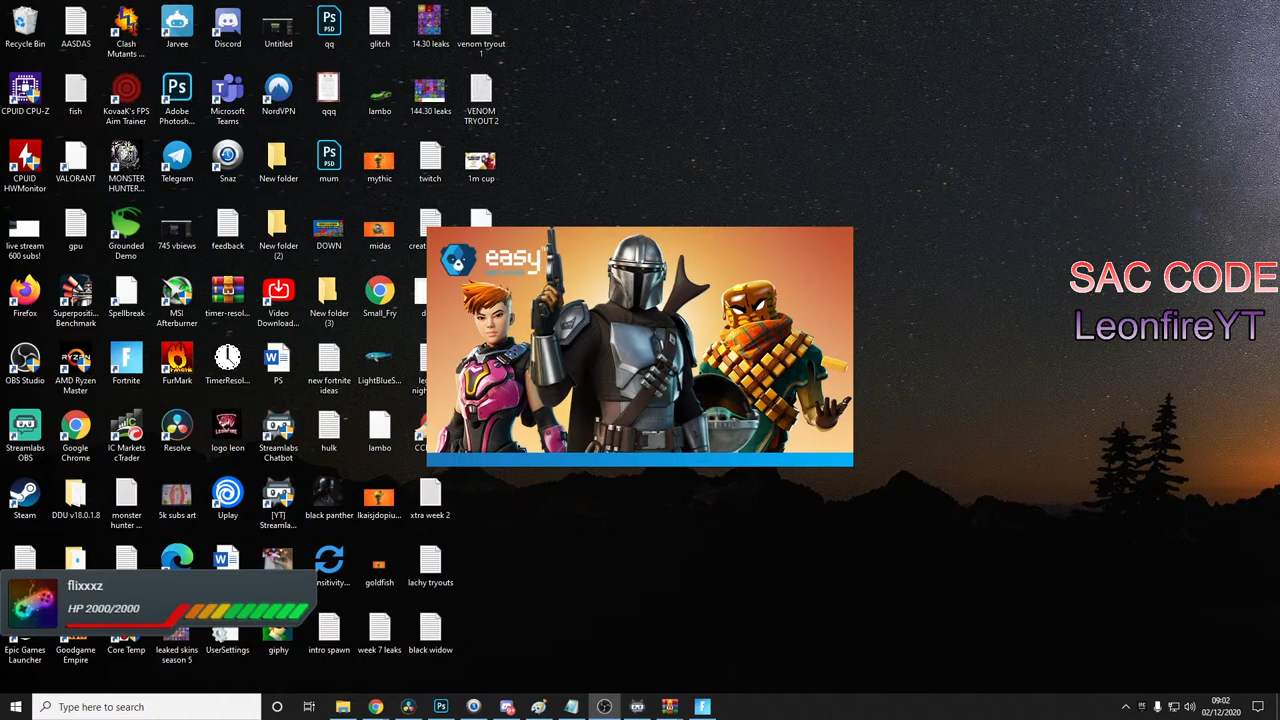 Recycle Bin
AASDAS
Clash Mutants ...
Jarvee
Discord
Untitled
qq
glitch
14.30 leaks
venom tryout 1
CPUID CPU-Z
fish
KovaaK's FPS Aim Trainer
Adobe Photosh...
Microsoft Teams
NordVPN
qqq
lambo
144.30 leaks
VENOM TRYOUT 2
CPUID HWMonitor
VALORANT
MONSTER HUNTER...
Telegram
Snaz
New folder
mum
mythic
twitch
1m cup
live stream 600 subs!
gpu
Grounded Demo
745 vbiews
feedback
New folder (2)
DOWN
midas
easy
SAC CODE
LeonfireYT
Firefox
Superpositi... Benchmark
Spellbreak
MSI Afterburner
timer-resol...
Video Download...
New folder (3)
Small_Fry
OBS Studio
AMD Ryzen Master
Fortnite
FurMark
TimerResol...
PS
new fortnite ideas
LightBlueS...
Streamlabs OBS
Google Chrome
IC Markets cTrader
Resolve
logo leon
Streamlabs Chatbot
hulk
lambo
Steam
DDU v18.0.1.8
monster hunter ...
5k subs art
Uplay
[YT] Streamla...
black panther
lkaisjdopiu...
xtra week 2
flixxxz
HP 2000/2000
goldfish
lachy tryouts
Epic Games Launcher
Goodgame Empire
Core Temp
leaked skins season 5
UserSettings
giphy
intro spawn
week 7 leaks
black widow
Type here to search
09:02
02/12/2020